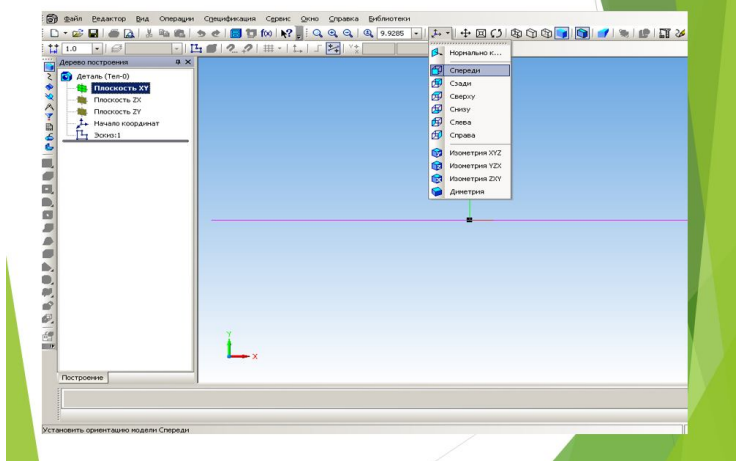 Файл Редактор Вид Операции Спецификация Сервис Окно Справка Библиотеки
f(x) 9.9285
1.0
Дерево построения
Деталь (Тел-0)
Плоскость XY
Плоскость ZX
Плоскость ZY
Начало координат
Эскиз:1
Нормально к...
Спереди
Сзади
Сверху
Снизу
Слева
Справа
Изометрия XYZ
Изометрия YZX
Изометрия ZXY
Диметрия
Y
X
Построение
Установить ориентацию модели Спереди